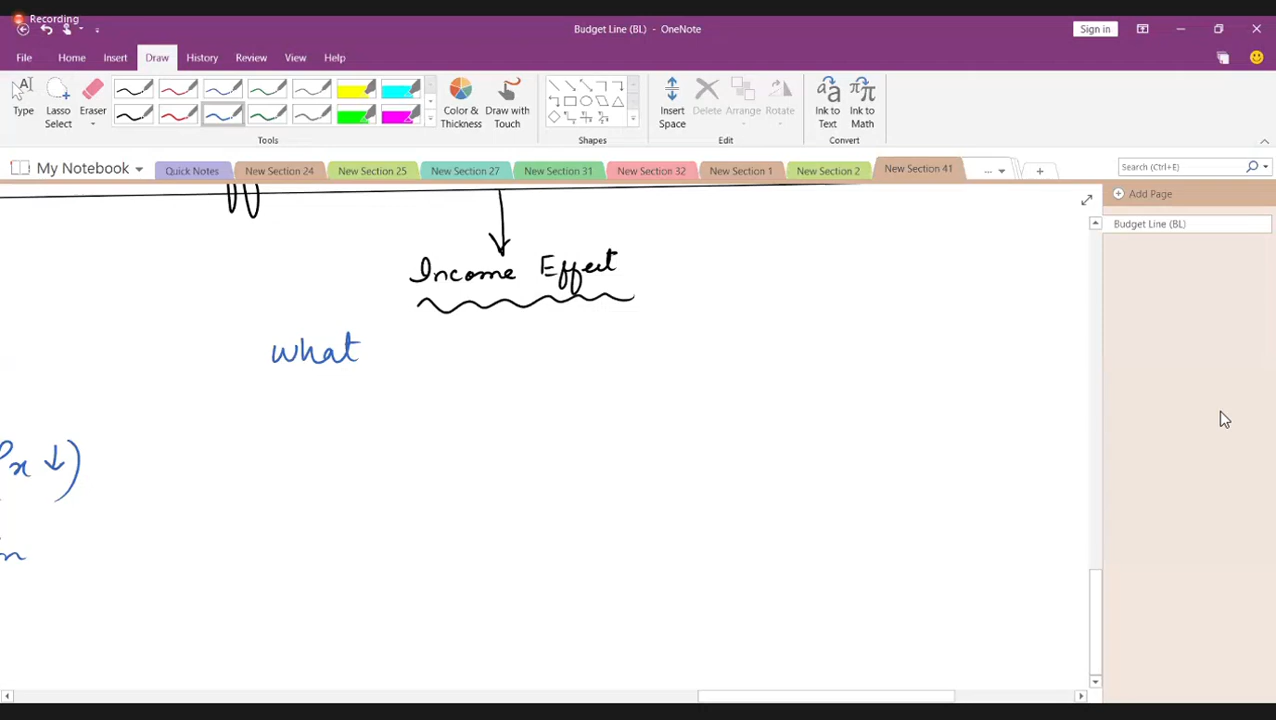 Recording
Budget Line (BL) - OneNote
Sign in
File Home Insert Draw History Review View Help
Type
Lasso Select
Eraser
Color & Thickness
Draw with Touch
Insert Space
Delete
Arrange
Rotate
Ink to Text
Ink to Math
Tools
Shapes
Edit
Convert
My Notebook
Quick Notes
New Section 24
New Section 25
New Section 27
New Section 31
New Section 32
New Section 1
New Section 2
New Section 41
...
Search (Ctrl+E)
Add Page
Budget Line (BL)
Income Effect
what
Px ↓)